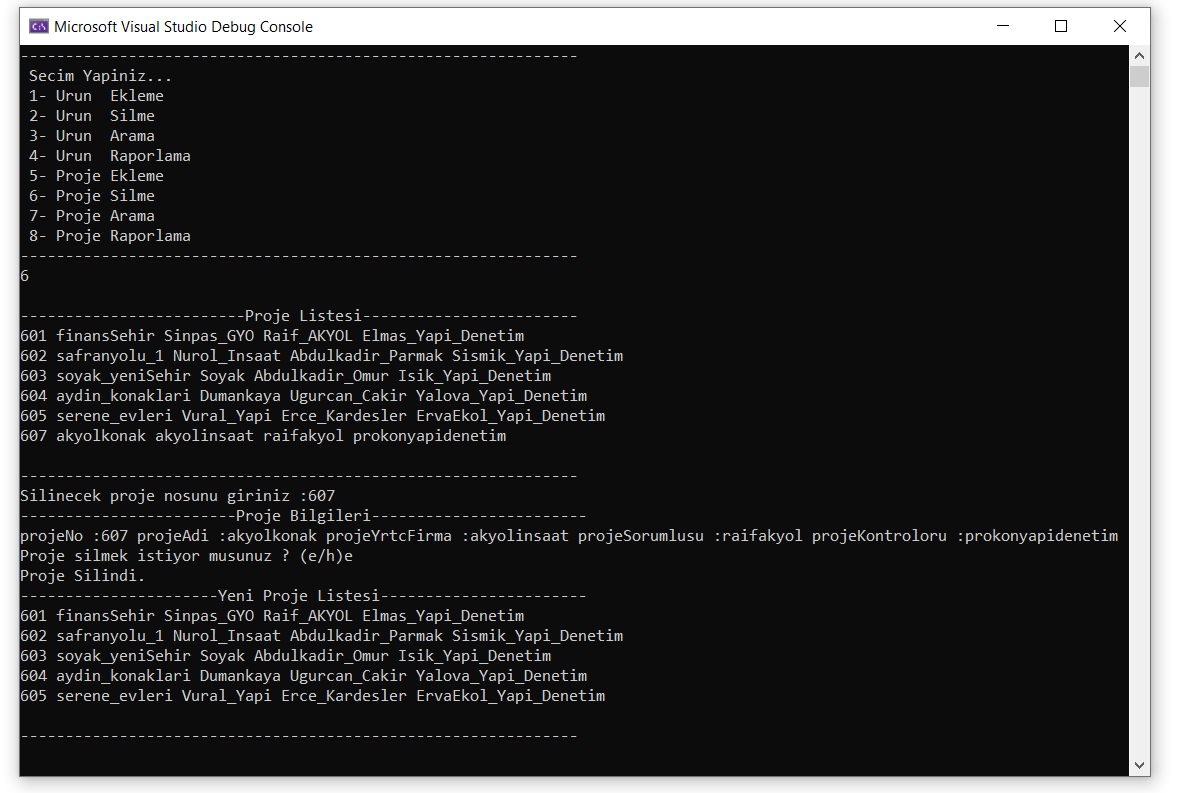 Microsoft Visual Studio Debug Console
--------------------------------------------------------------
Secim Yapiniz...
1- Urun  Ekleme
2- Urun  Silme
3- Urun  Arama
4- Urun  Raporlama
5- Proje Ekleme
6- Proje Silme
7- Proje Arama
8- Proje Raporlama
--------------------------------------------------------------
6
-------------------------Proje Listesi------------------------
601 finansSehir Sinpas_GYO Raif_AKYOL Elmas_Yapi_Denetim
602 safranyolu_1 Nurol_Insaat Abdulkadir_Parmak Sismik_Yapi_Denetim
603 soyak_yeniSehir Soyak Abdulkadir_Omur Isik_Yapi_Denetim
604 aydin_konaklari Dumankaya Ugurcan_Cakir Yalova_Yapi_Denetim
605 serene_evleri Vural_Yapi Erce_Kardesler ErvaEkol_Yapi_Denetim
607 akyolkonak akyolinsaat raifakyol prokonyapidenetim
--------------------------------------------------------------
Silinecek proje nosunu giriniz :607
------------------------Proje Bilgileri------------------------
projeNo :607 projeAdi :akyolkonak projeYrtcFirma :akyolinsaat projeSorumlusu :raifakyol projeKontroloru :prokonyapidenetim
Proje silmek istiyor musunuz ? (e/h)e
Proje Silindi.
----------------------Yeni Proje Listesi-----------------------
601 finansSehir Sinpas_GYO Raif_AKYOL Elmas_Yapi_Denetim
602 safranyolu_1 Nurol_Insaat Abdulkadir_Parmak Sismik_Yapi_Denetim
603 soyak_yeniSehir Soyak Abdulkadir_Omur Isik_Yapi_Denetim
604 aydin_konaklari Dumankaya Ugurcan_Cakir Yalova_Yapi_Denetim
605 serene_evleri Vural_Yapi Erce_Kardesler ErvaEkol_Yapi_Denetim
--------------------------------------------------------------